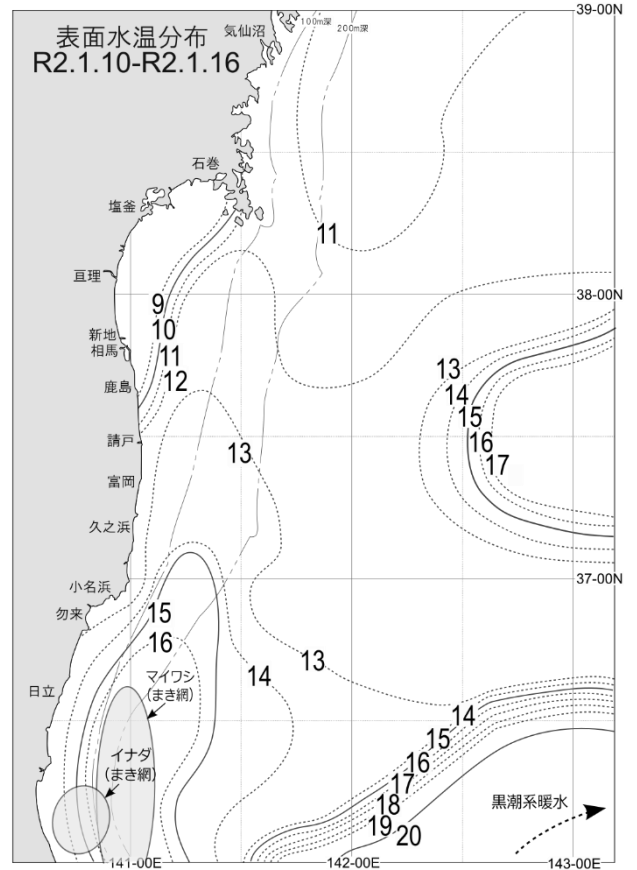 表面水温分布
R2.1.10-R2.1.16
気仙沼
100m深
200m深
39-00N
石巻
塩釜
11
亘理
38-00N
9
10
新地
相馬
11
12
鹿島
13
14
15
16
17
請戸
13
富岡
久之浜
小名浜
37-00N
勿来
15
16
13
14
日立
マイワシ
(まき網)
イナダ
(まき網)
14
15
16
17
18
19
20
黒潮系暖水
141-00E
142-00E
143-00E